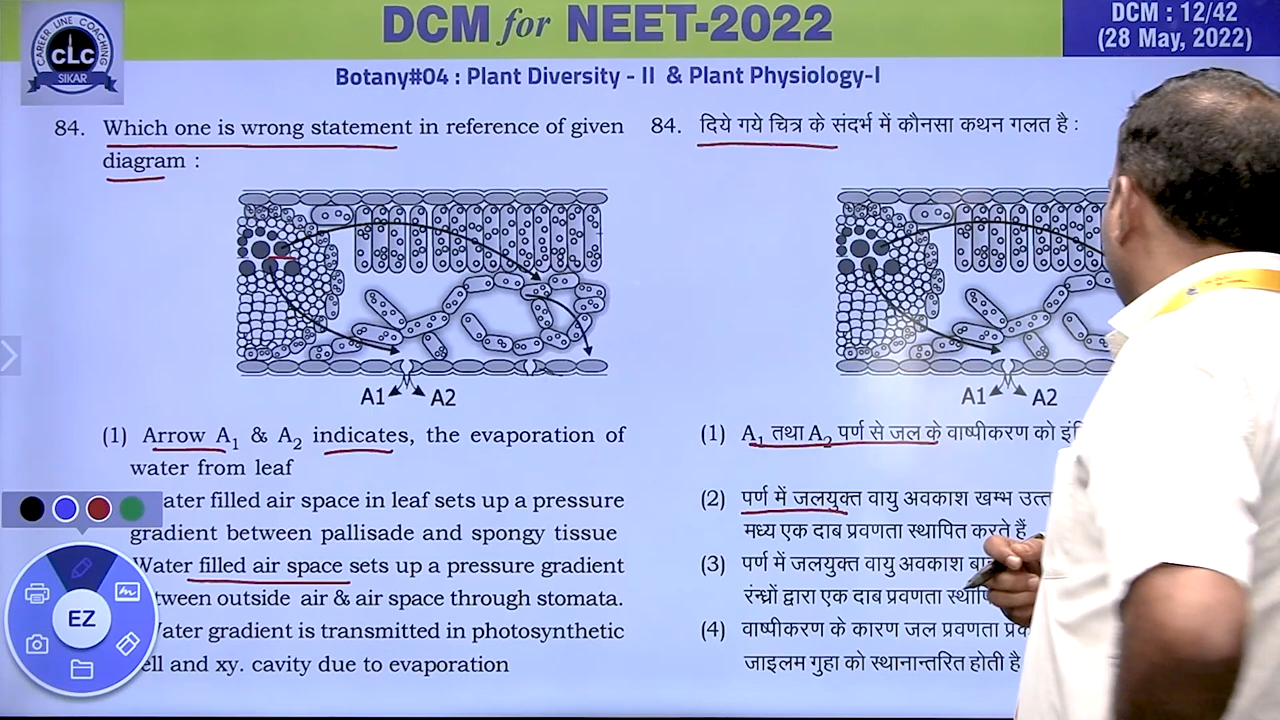 DCM for NEET-2022
DCM : 12/42
(28 May, 2022)
CAREER LINE COACHING
CLC
SIKAR
Botany#04 : Plant Diversity - II & Plant Physiology-I
84. Which one is wrong statement in reference of given
diagram :
A1 A2
(1) Arrow A1 & A2 indicates, the evaporation of
water from leaf
ater filled air space in leaf sets up a pressure
gradient between pallisade and spongy tissue
Water filled air space sets up a pressure gradient
tween outside air & air space through stomata.
ater gradient is transmitted in photosynthetic
ell and xy. cavity due to evaporation
EZ
84. दिये गये चित्र के संदर्भ में कौनसा कथन गलत है :
A1 A2
(1) A1 तथा A2 पर्ण से जल के वाष्पीकरण को
(2) पर्ण में जलयुक्त वायु अवकाश खम्भ
मध्य एक दाब प्रवणता स्थापित करते हैं
(3) पर्ण में जलयुक्त वायु अवकाश
रंन्ध्रों द्वारा एक दाब प्रवणता
(4) वाष्पीकरण के कारण जल प्रवणता
जाइलम गुहा को स्थानान्तरित होती है